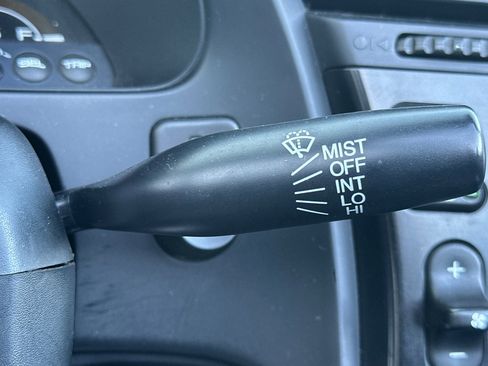 F
SEL TRIP
MIST
OFF
INT
LO
HI
+
-